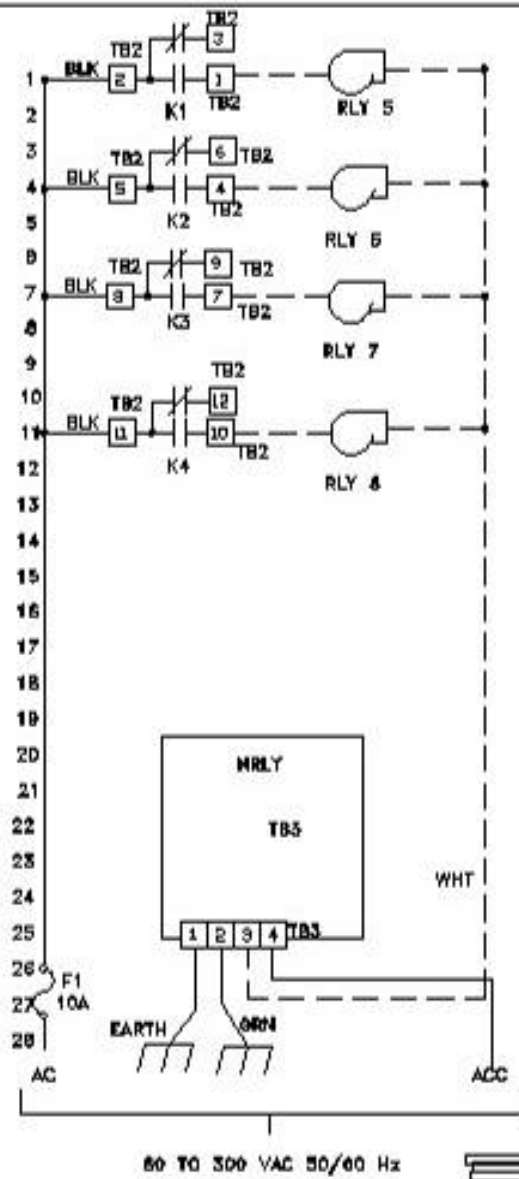 TB2
3
TB2
1 BLK 2 1
K1 TB2 RLY 5
2
3 TB2 6 TB2
4 BLK 5 4
K2 TB2
5
RLY 6
6 TB2 9 TB2
7 BLK 8 7
K3 TB2
8
RLY 7
9
TB2
10 TB2 12
11 BLK 11 10
K4 TB2
12 RLY 8
13
14
15
16
17
18
19
20 MRLY
21
22 TB3
23
24 WHT
25 1 2 3 4 TB3
26 F1
27 10A
28 EARTH GRN
AC ACC
60 TO 300 VAC 50/60 Hz